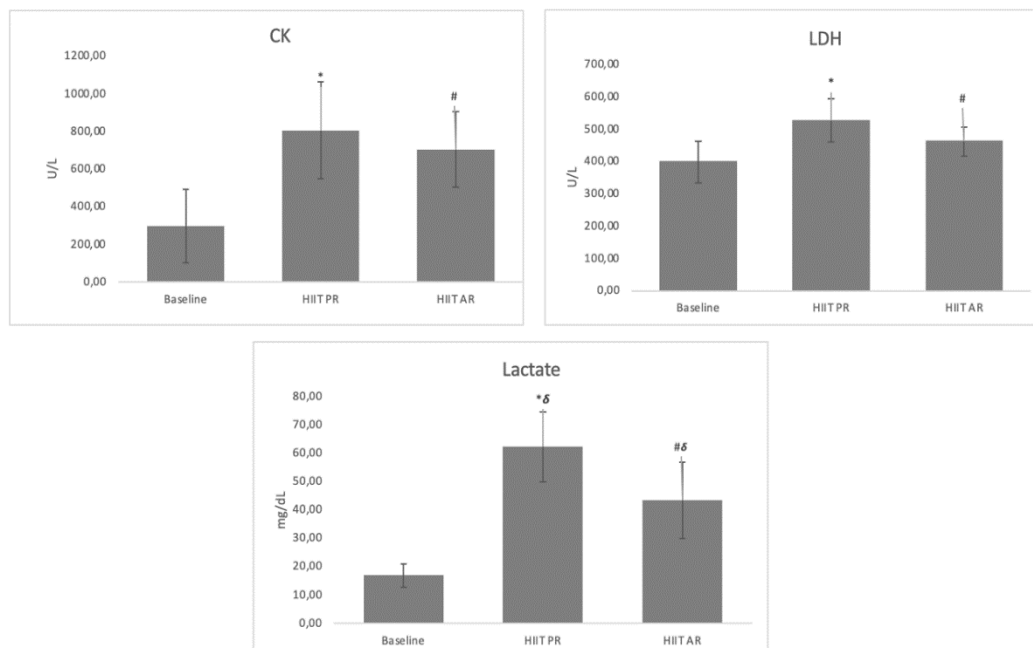 CK
1200,00
1000,00
800,00
600,00
400,00
200,00
0,00
U/L
*
#
Baseline
HIIT PR
HIIT AR
LDH
700,00
600,00
500,00
400,00
300,00
200,00
100,00
0,00
U/L
*
#
Baseline
HIIT PR
HIIT AR
Lactate
80,00
70,00
60,00
50,00
40,00
30,00
20,00
10,00
0,00
mg/dL
*δ
#δ
Baseline
HIIT PR
HIIT AR